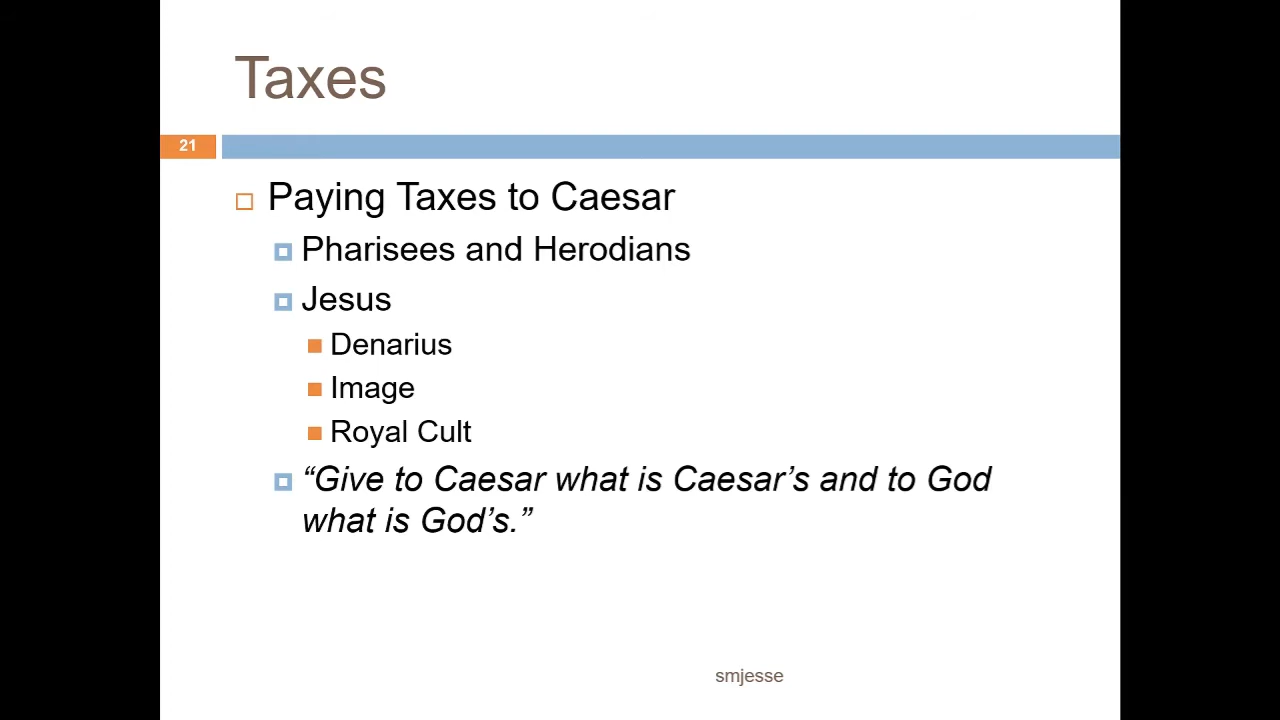 Taxes
21
Paying Taxes to Caesar
Pharisees and Herodians
Jesus
Denarius
Image
Royal Cult
“Give to Caesar what is Caesar’s and to God
what is God’s.”
smjesse